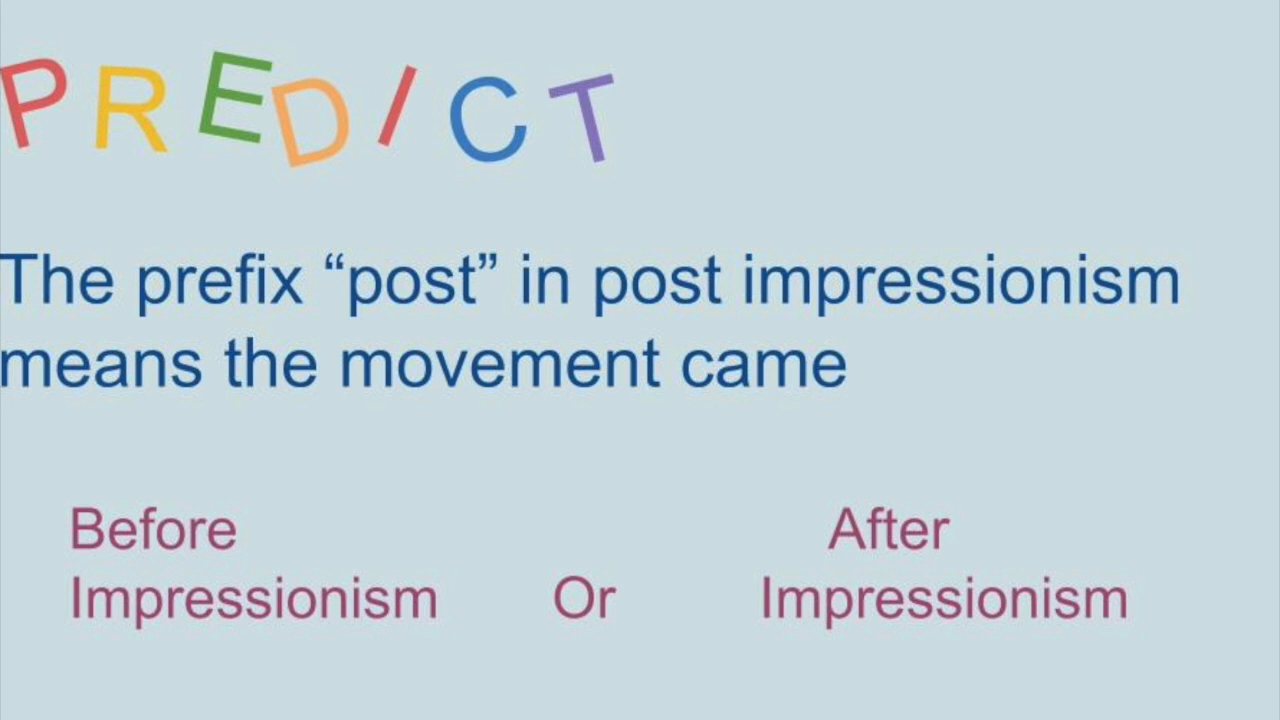 PREDICT
The prefix “post” in post impressionism
means the movement came
Before After
Impressionism Or Impressionism